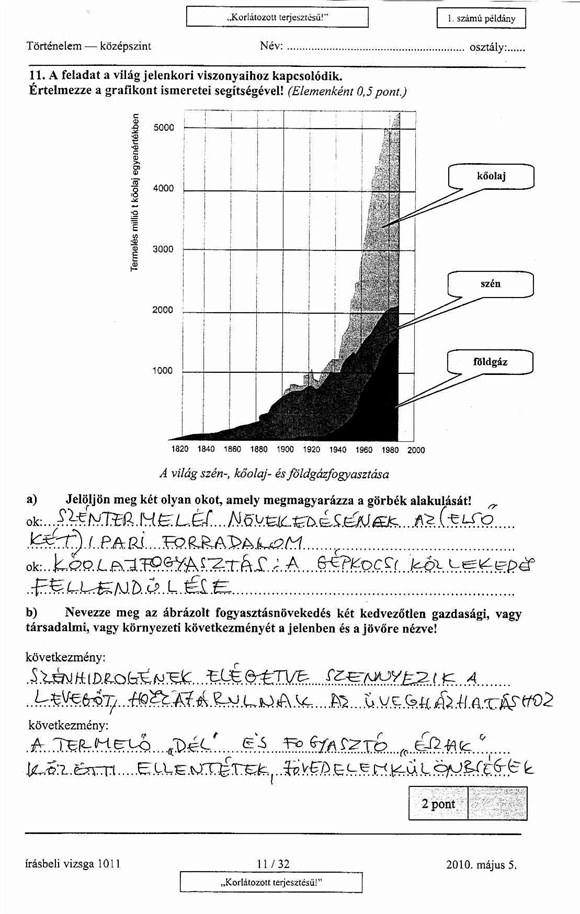 „Korlátozott terjesztésű!”
1. számú példány
Történelem — középszint
Név: ........................................................ osztály:......
11. A feladat a világ jelenkori viszonyaihoz kapcsolódik.
Értelmezze a grafikont ismeretei segítségével! (Elemenként 0,5 pont.)
Termelés millió t kőolaj egyenértékben
5000
4000
3000
2000
1000
kőolaj
szén
földgáz
1820 1840 1860 1880 1900 1920 1940 1960 1980 2000
A világ szén-, kőolaj- és földgázfogyasztása
a) Jelöljön meg két olyan okot, amely megmagyarázza a görbék alakulását!
ok: SZÉNTERMELÉS NÖVEKEDÉSÉNEK AZ (ELSŐ
KÉT) IPARI FORRADALOM
ok: KŐOLAJFOGYASZTÁS: A GÉPKOCSI KÖZLEKEDÉS
FELLENDÜLÉSE
b) Nevezze meg az ábrázolt fogyasztásnövekedés két kedvezőtlen gazdasági, vagy
társadalmi, vagy környezeti következményét a jelenben és a jövőre nézve!
következmény:
SZÉNHIDROGÉNEK ELÉGETVE SZENNYEZIK A
LEVEGŐT, HOZZÁJÁRULNAK AZ ÜVEGHÁZHATÁSHOZ
következmény:
A TERMELŐ „DÉL” ÉS FOGYASZTÓ „ÉSZAK”
KÖZÖTTI ELLENTÉTEK, JÖVEDELEMKÜLÖNBSÉGEK
2 pont
írásbeli vizsga 1011
11 / 32
2010. május 5.
„Korlátozott terjesztésű!”